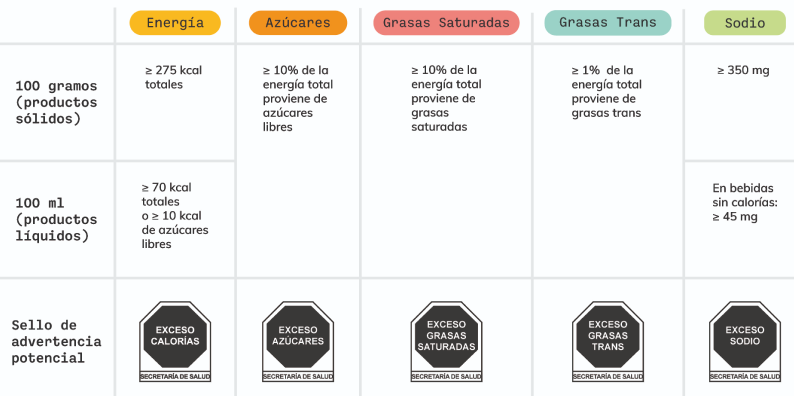 Energía
Azúcares
Grasas Saturadas
Grasas Trans
Sodio
100 gramos
(productos
sólidos)
≥ 275 kcal
totales
≥ 10% de la
energía total
proviene de
azúcares
libres
≥ 10% de la
energía total
proviene de
grasas
saturadas
≥ 1% de la
energía total
proviene de
grasas trans
≥ 350 mg
100 ml
(productos
líquidos)
≥ 70 kcal
totales
o ≥ 10 kcal
de azúcares
libres
En bebidas
sin calorías:
≥ 45 mg
Sello de
advertencia
potencial
EXCESO
CALORÍAS
SECRETARÍA DE SALUD
EXCESO
AZÚCARES
SECRETARÍA DE SALUD
EXCESO
GRASAS
SATURADAS
SECRETARÍA DE SALUD
EXCESO
GRASAS
TRANS
SECRETARÍA DE SALUD
EXCESO
SODIO
SECRETARÍA DE SALUD